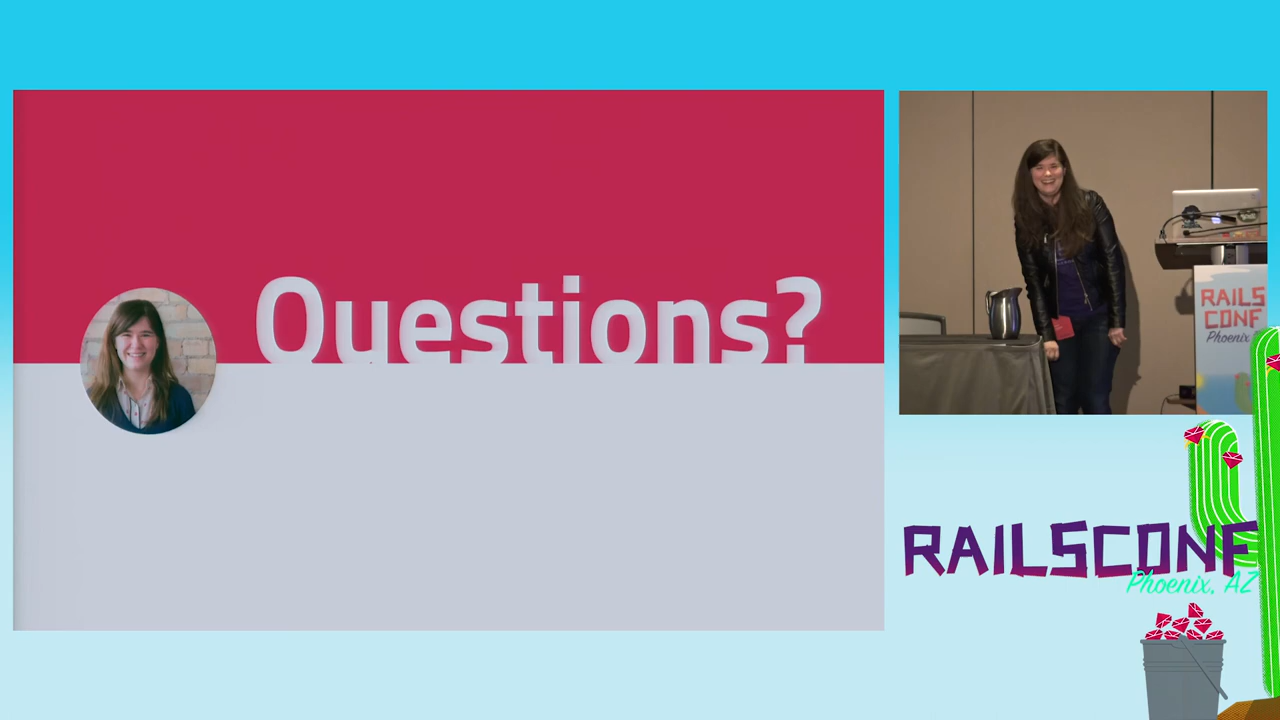 Questions?
RAILS
CONF
Phoenix
RAILSCONF
Phoenix, AZ